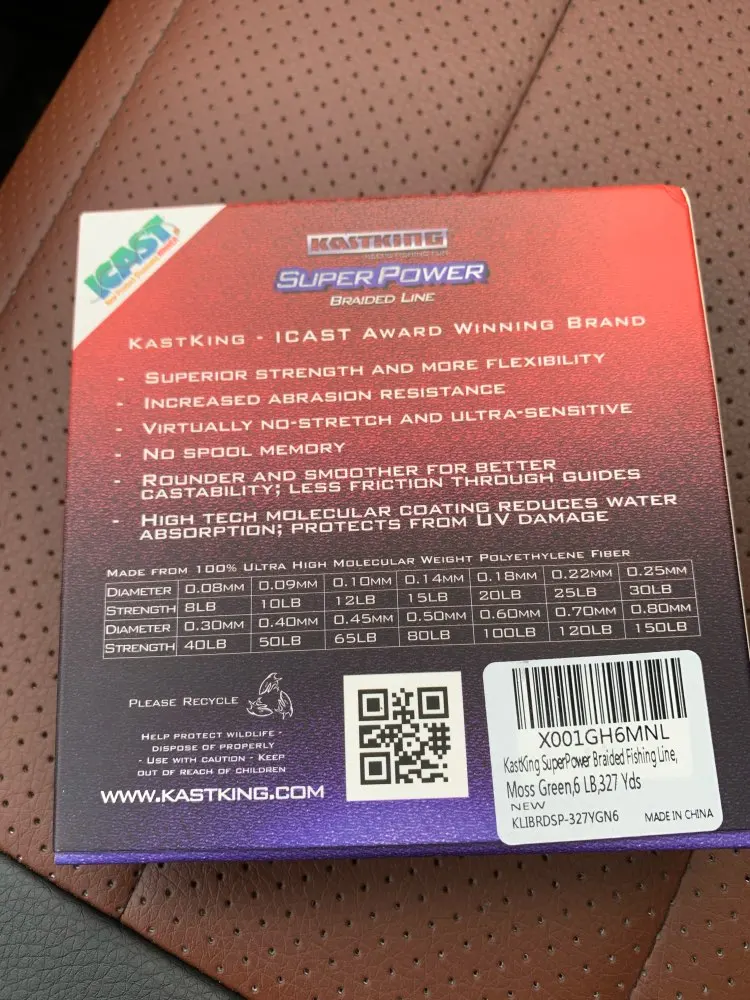 ICAST
KASTKING
SUPERPOWER
BRAIDED LINE
KASTKING - ICAST AWARD WINNING BRAND
- SUPERIOR STRENGTH AND MORE FLEXIBILITY
- INCREASED ABRASION RESISTANCE
- VIRTUALLY NO-STRETCH AND ULTRA-SENSITIVE
- NO SPOOL MEMORY
- ROUNDER AND SMOOTHER FOR BETTER
CASTABILITY; LESS FRICTION THROUGH GUIDES
- HIGH TECH MOLECULAR COATING REDUCES WATER
ABSORPTION; PROTECTS FROM UV DAMAGE
MADE FROM 100% ULTRA HIGH MOLECULAR WEIGHT POLYETHYLENE FIBER
DIAMETER 0.08MM 0.09MM 0.10MM 0.14MM 0.18MM 0.22MM 0.25MM
STRENGTH 8LB 10LB 12LB 15LB 20LB 25LB 30LB
DIAMETER 0.30MM 0.40MM 0.45MM 0.50MM 0.60MM 0.70MM 0.80MM
STRENGTH 40LB 50LB 65LB 80LB 100LB 120LB 150LB
PLEASE RECYCLE
HELP PROTECT WILDLIFE -
DISPOSE OF PROPERLY
- USE WITH CAUTION - KEEP
OUT OF REACH OF CHILDREN
WWW.KASTKING.COM
X001GH6MNL
KastKing SuperPower Braided Fishing Line,
Moss Green,6 LB,327 Yds
NEW
KLIBRDSP-327YGN6 MADE IN CHINA